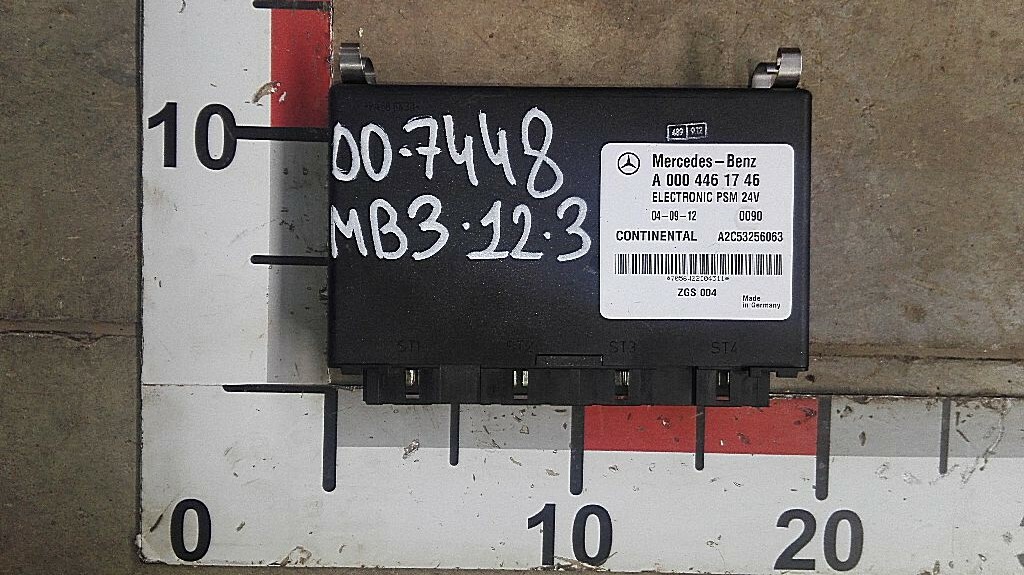 10
00-7448
MB3·12·3
489 912
Mercedes-Benz
A 000 446 17 46
ELECTRONIC PSM 24V
04-09-12 0090
CONTINENTAL A2C53256063
ZGS 004
Made
in Germany
ST1 ST2 ST3 ST4
0 10 20